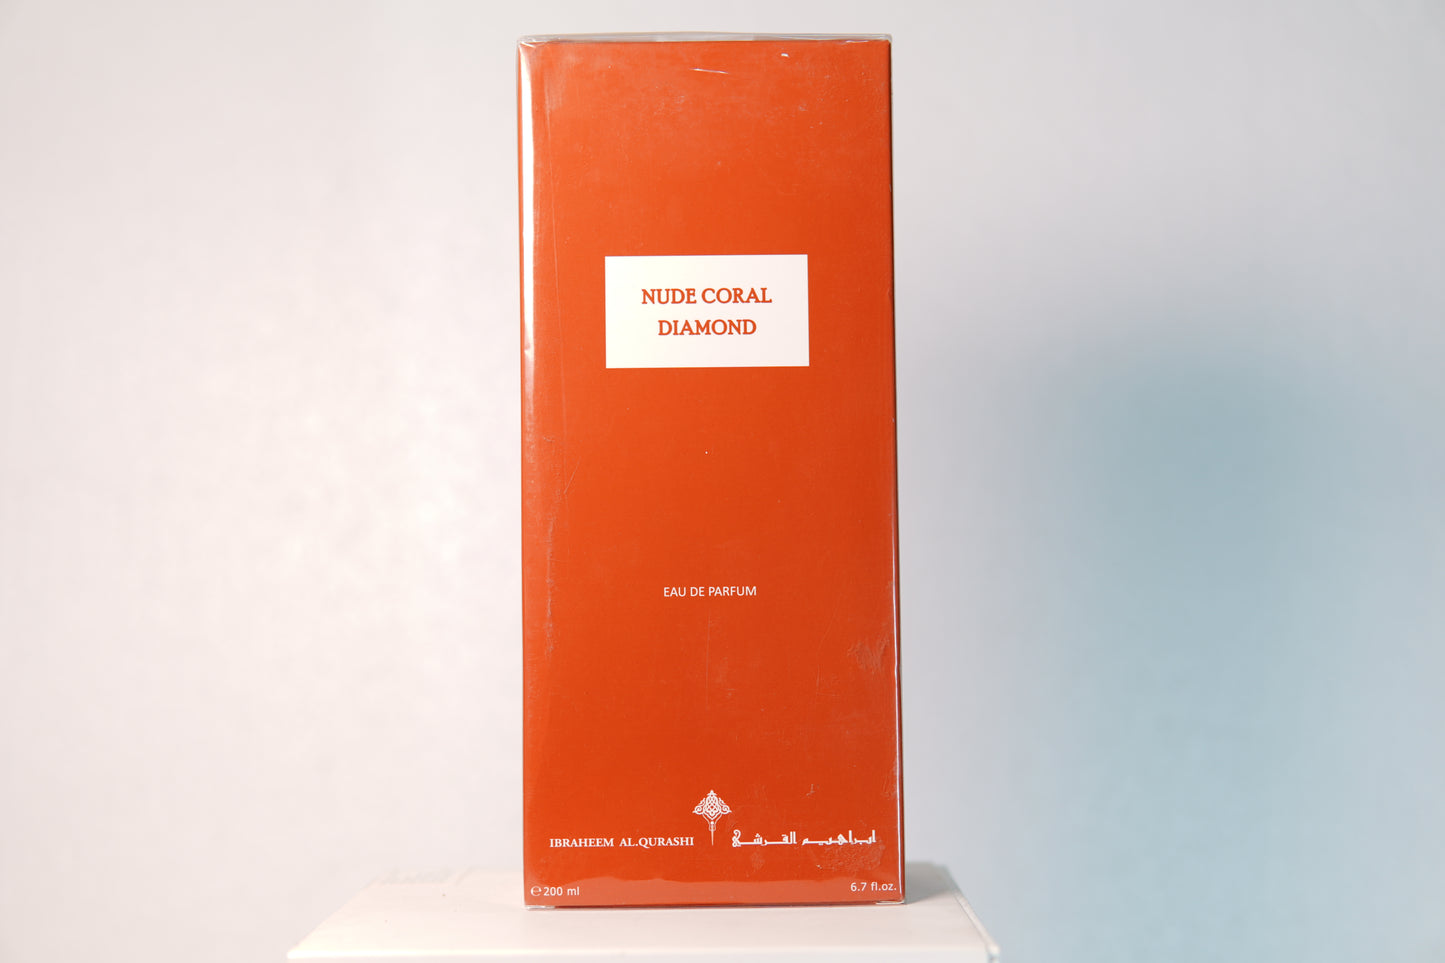 NUDE CORAL
DIAMOND
EAU DE PARFUM
IBRAHEEM AL.QURASHI
ابراهيم القرشي
℮ 200 ml
6.7 fl.oz.